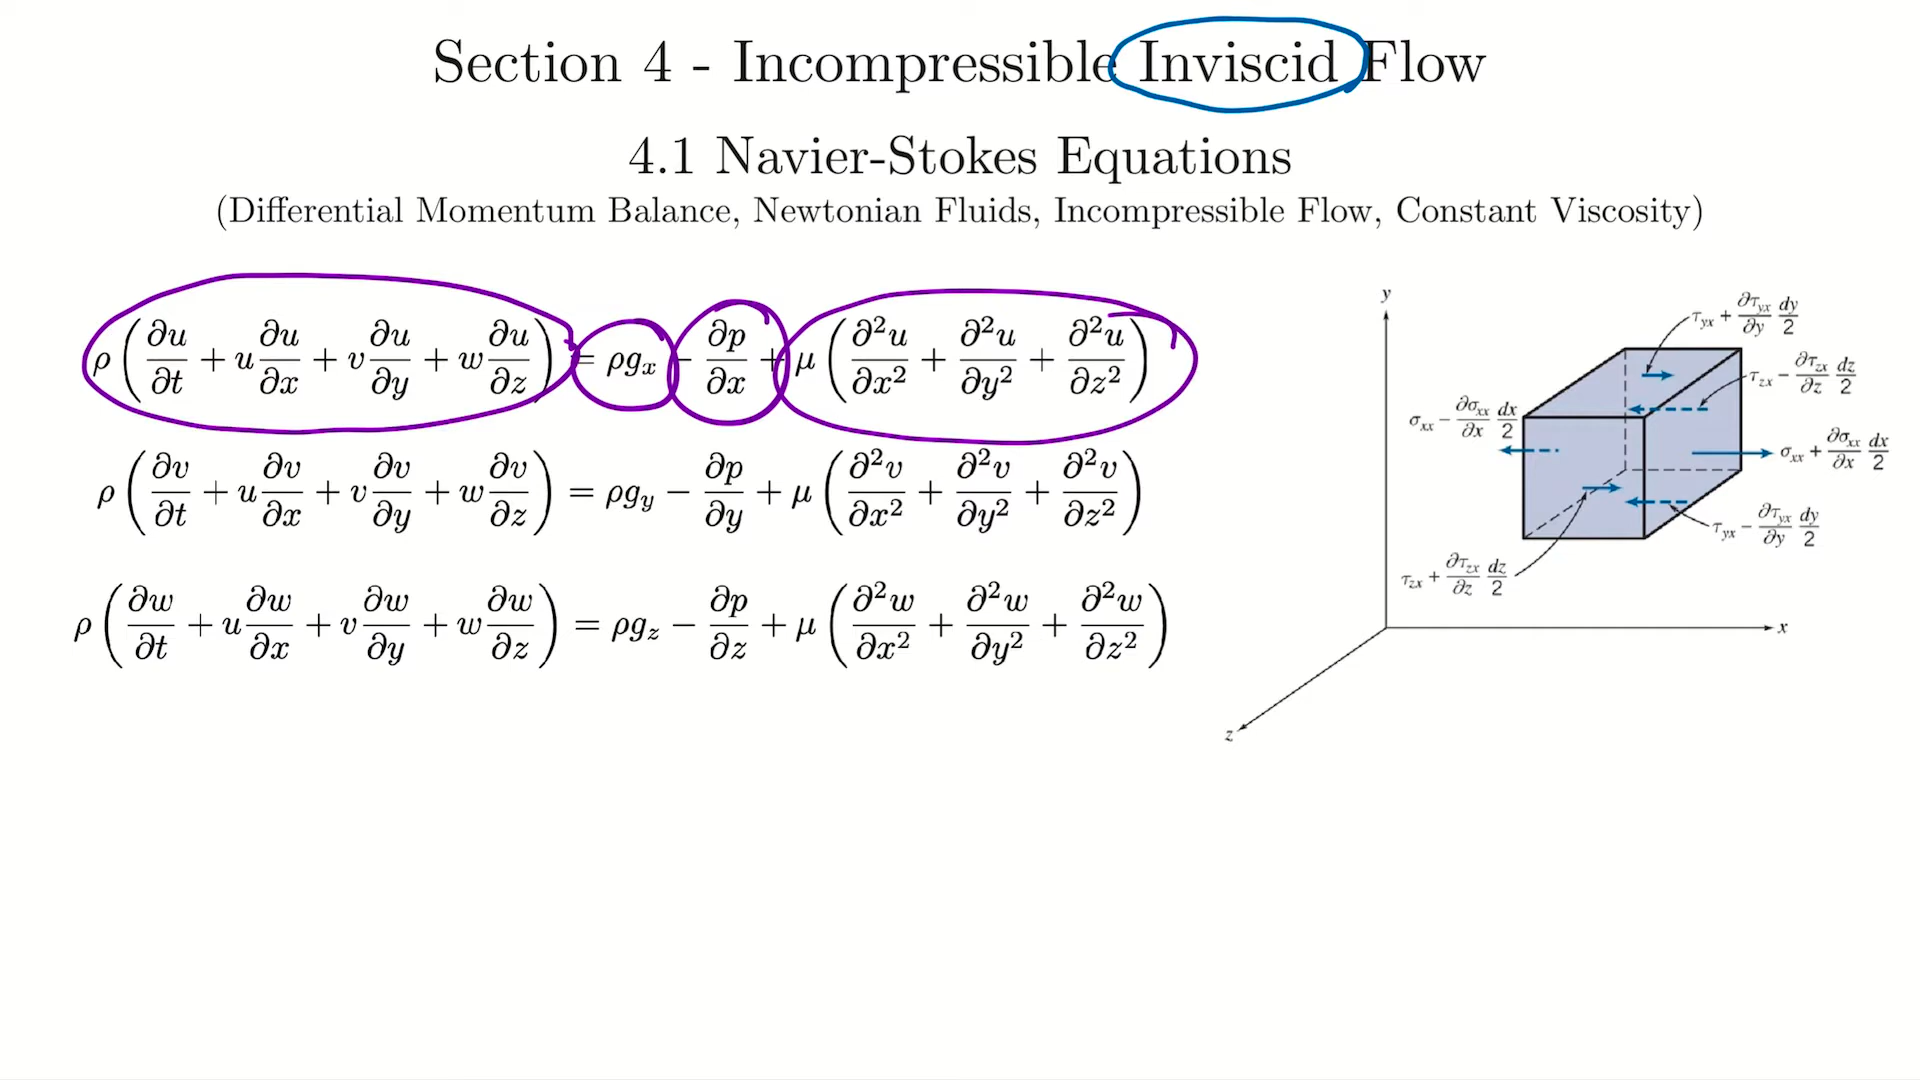 Section 4 - Incompressible Inviscid Flow
4.1 Navier-Stokes Equations
(Differential Momentum Balance, Newtonian Fluids, Incompressible Flow, Constant Viscosity)
ρ(∂u/∂t + u ∂u/∂x + v ∂u/∂y + w ∂u/∂z) = ρgₓ − ∂p/∂x + μ(∂²u/∂x² + ∂²u/∂y² + ∂²u/∂z²)
ρ(∂v/∂t + u ∂v/∂x + v ∂v/∂y + w ∂v/∂z) = ρg_y − ∂p/∂y + μ(∂²v/∂x² + ∂²v/∂y² + ∂²v/∂z²)
ρ(∂w/∂t + u ∂w/∂x + v ∂w/∂y + w ∂w/∂z) = ρg_z − ∂p/∂z + μ(∂²w/∂x² + ∂²w/∂y² + ∂²w/∂z²)
y
τ_yx + ∂τ_yx/∂y dy/2
τ_zx − ∂τ_zx/∂z dz/2
σ_xx − ∂σ_xx/∂x dx/2
σ_xx + ∂σ_xx/∂x dx/2
τ_yx − ∂τ_yx/∂y dy/2
τ_zx + ∂τ_zx/∂z dz/2
x
z